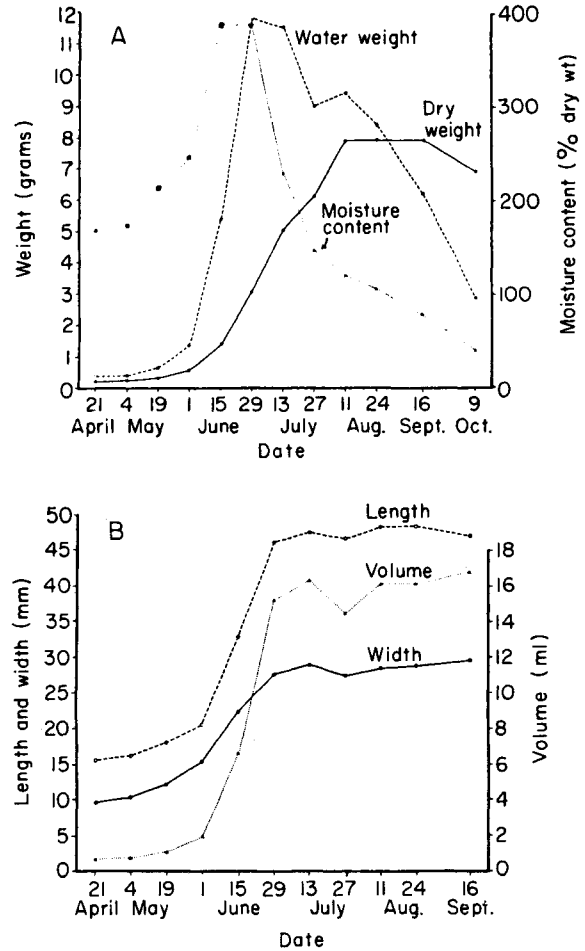 A
Weight (grams)
12
11
10
9
8
7
6
5
4
3
2
1
0
Water weight
Dry
weight
Moisture
content
400
300
200
100
0
Moisture content (% dry wt)
21 4 19 1 15 29 13 27 11 24 16 9
April May June July Aug. Sept. Oct.
Date
B
Length and width (mm)
50
45
40
35
30
25
20
15
10
5
0
Length
Volume
Width
18
16
14
12
10
8
6
4
2
0
Volume (ml)
21 4 19 1 15 29 13 27 11 24 16
April May June July Aug. Sept.
Date